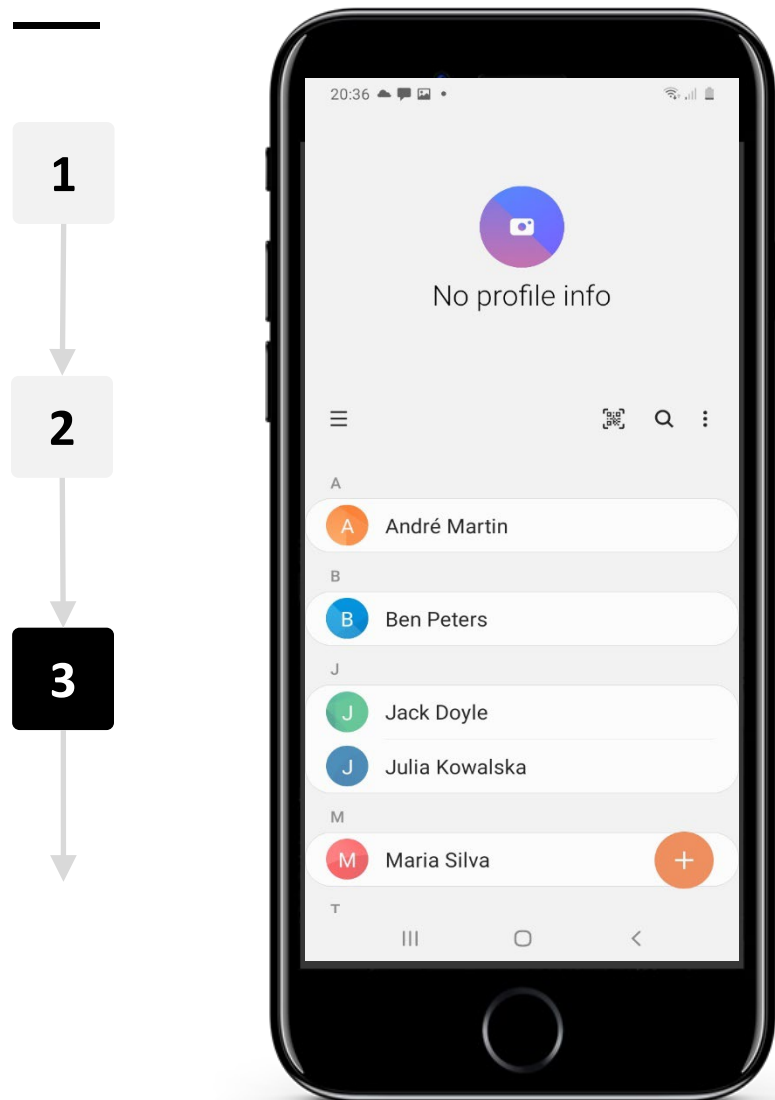 1
2
3
20:36
No profile info
A
A André Martin
B
B Ben Peters
J
J Jack Doyle
J Julia Kowalska
M
M Maria Silva
T